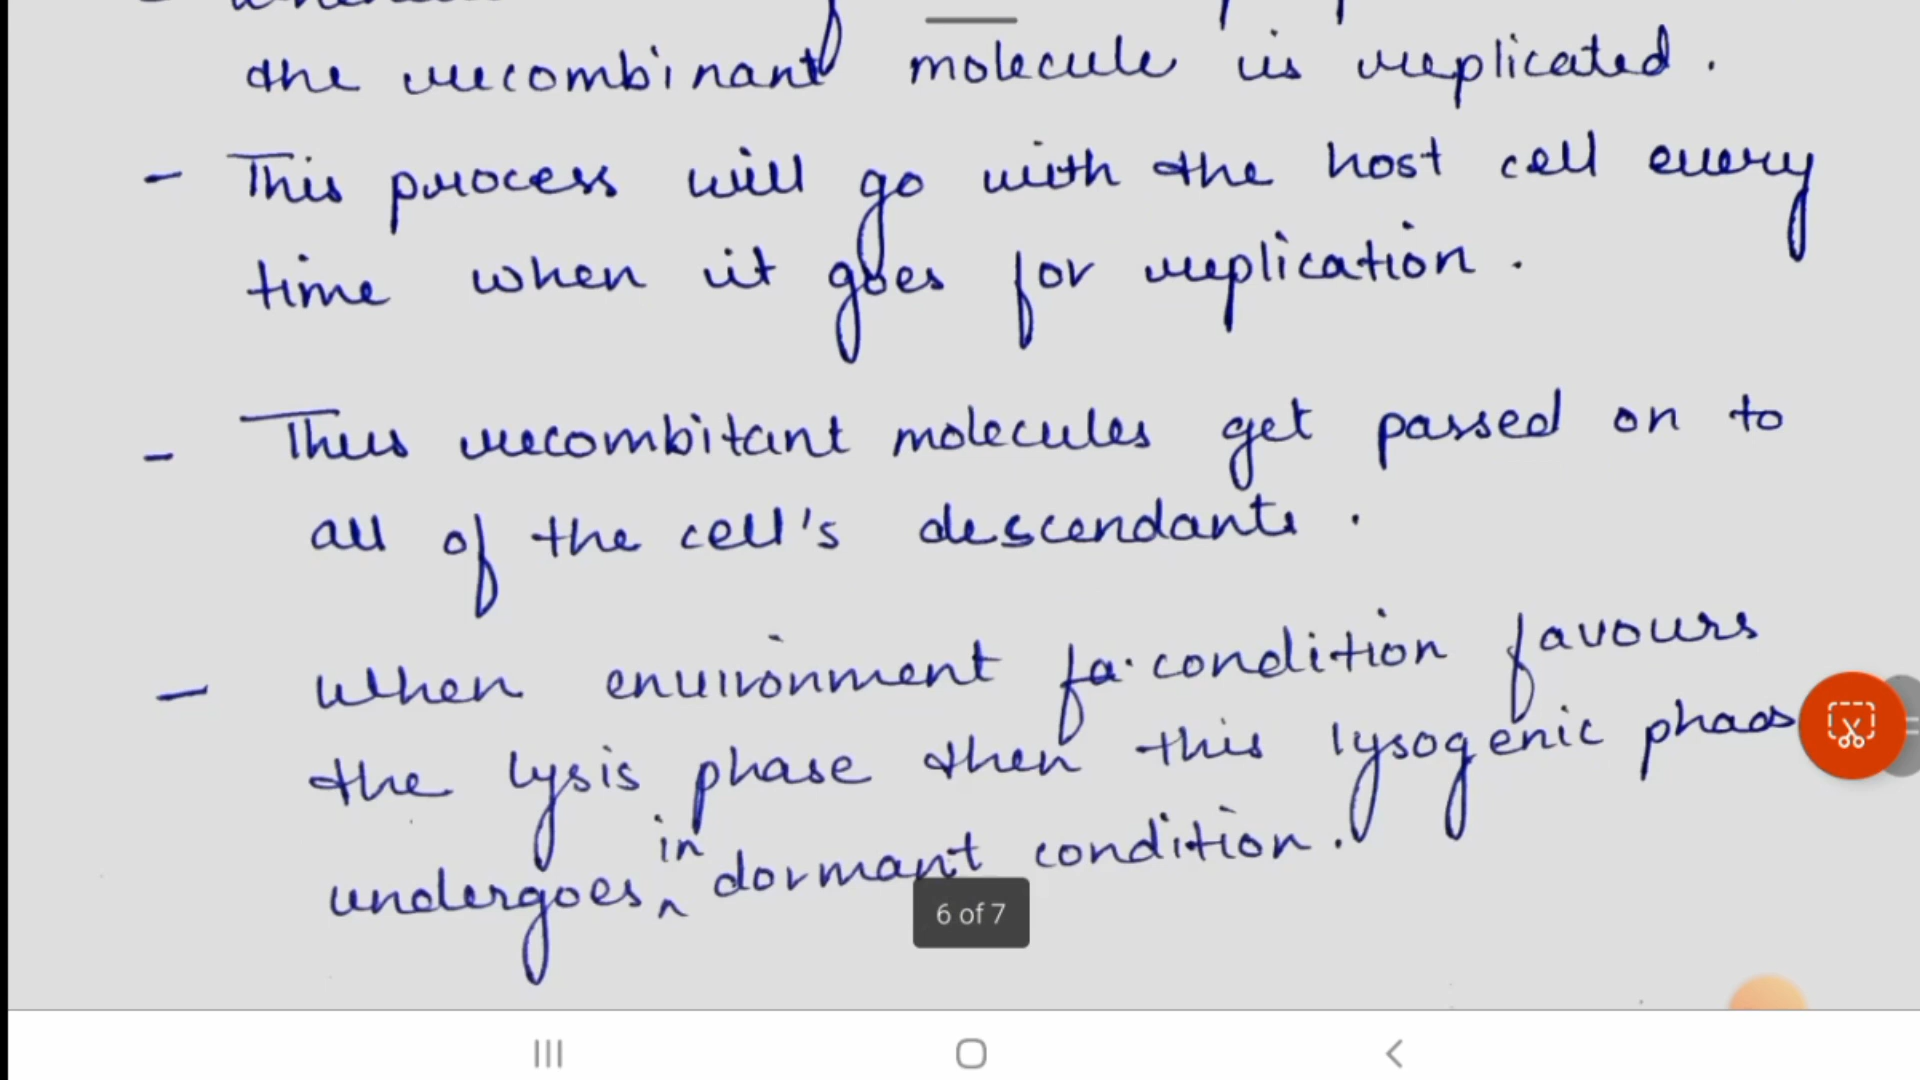 the recombinant molecule is replicated.
- This process will go with the host cell every
time when it goes for replication.
- Thus recombitant molecules get passed on to
all of the cell's descendants.
- When environment fa. condition favours
the lysis phase then this lysogenic phaas
undergoes in dormant condition.
6 of 7